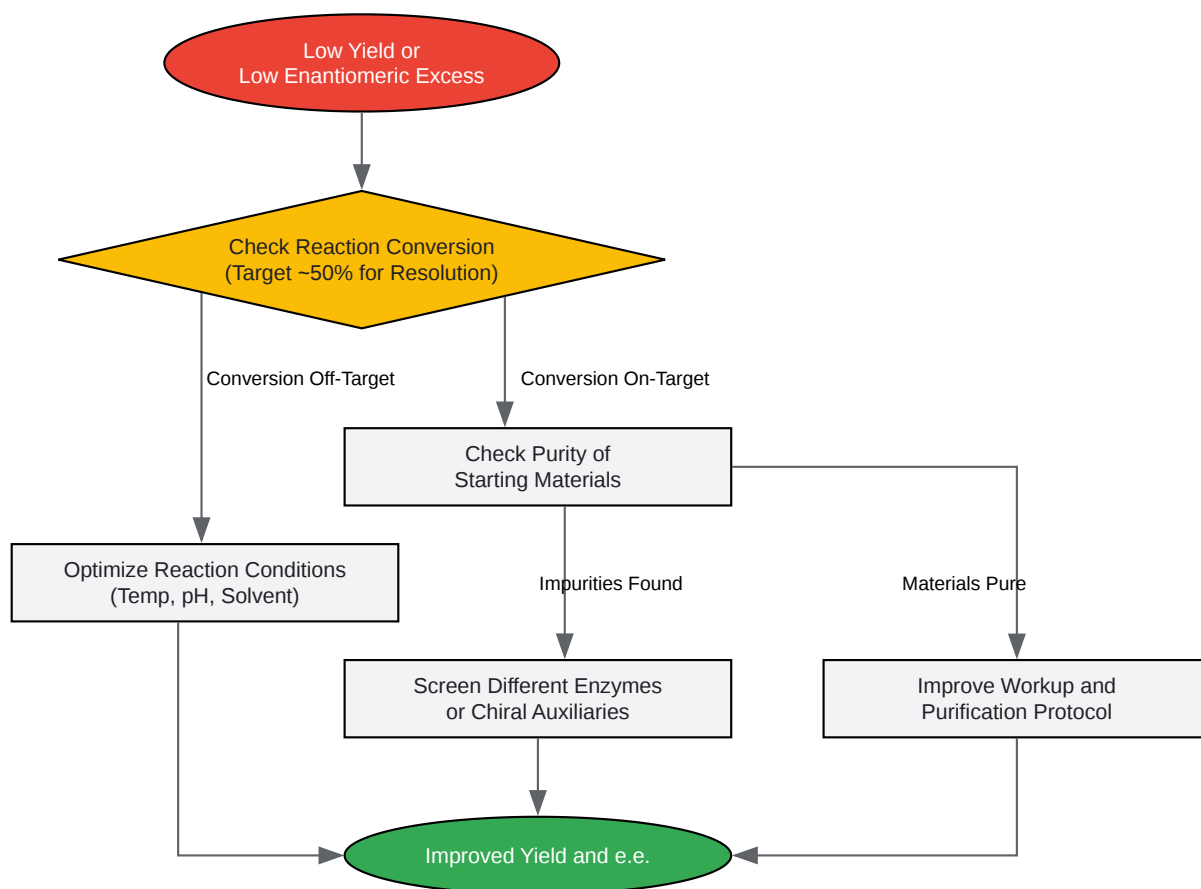 Low Yield or
Low Enantiomeric Excess
Check Reaction Conversion
(Target ~50% for Resolution)
Conversion Off-Target
Conversion On-Target
Check Purity of
Starting Materials
Optimize Reaction Conditions
(Temp, pH, Solvent)
Impurities Found
Materials Pure
Screen Different Enzymes
or Chiral Auxiliaries
Improve Workup and
Purification Protocol
Improved Yield and e.e.